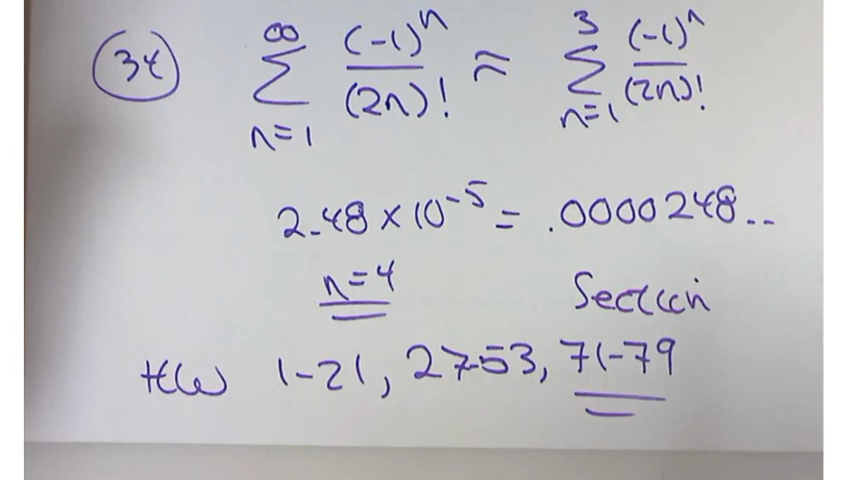 34 ∞ ∑ n=1 (-1)^n / (2n)! ≈ 3 ∑ n=1 (-1)^n / (2n)!
2.48 × 10^-5 = .0000248..
n=4 Section
HW 1-21, 27-53, 71-79